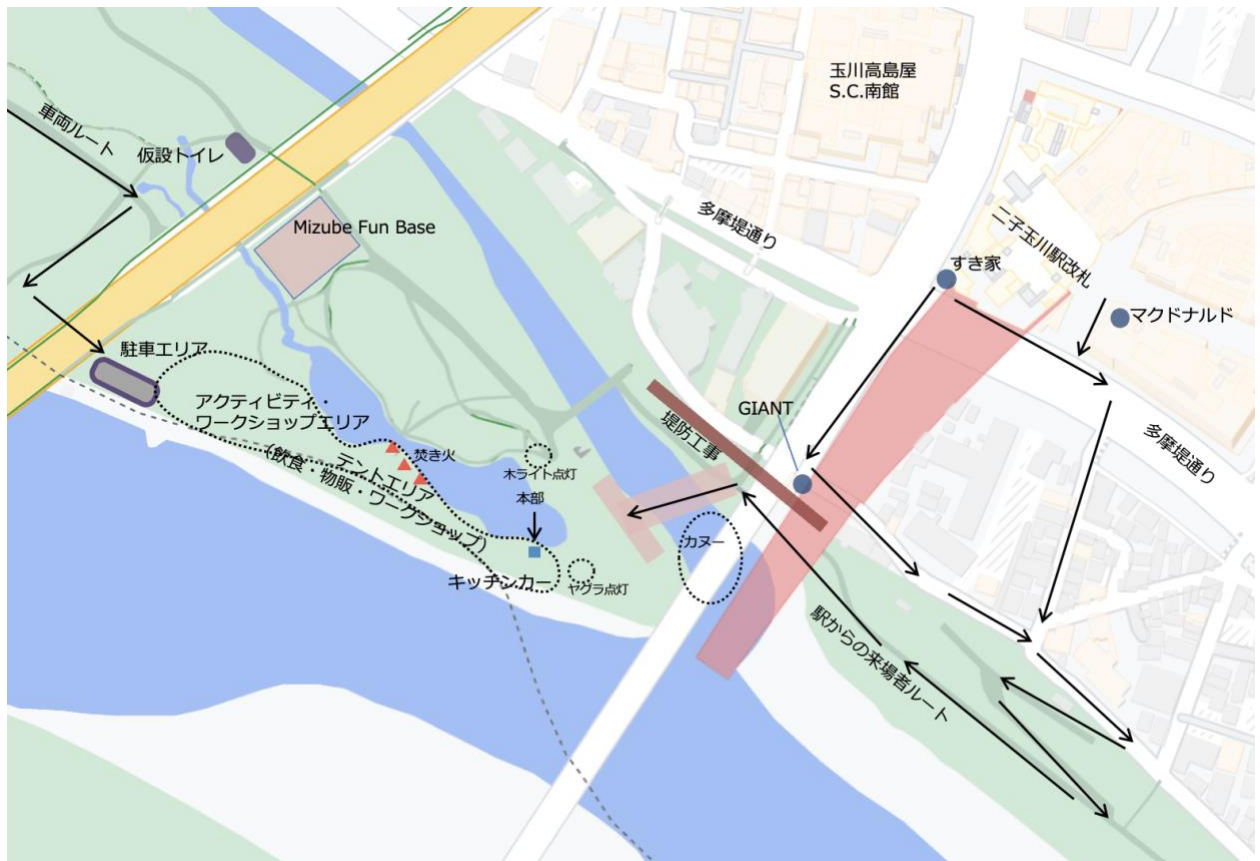 玉川高島屋
S.C.南館
車両ルート
仮設トイレ
Mizube Fun Base
多摩堤通り
二子玉川駅改札
すき家
マクドナルド
駐車エリア
アクティビティ・
ワークショップエリア
GIANT
堤防工事
多摩堤通り
焚き火
テントエリア
(飲食・物販・ワークショップ)
木ライト点灯
本部
カヌー
キッチンカー
ヤグラ点灯
駅からの来場者ルート